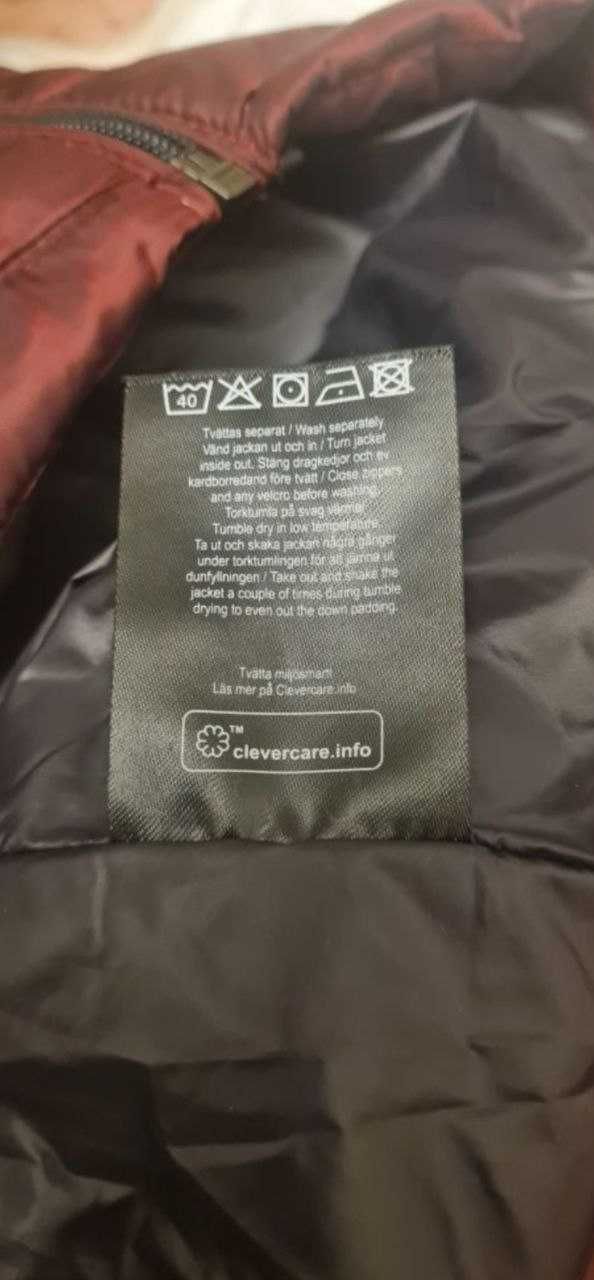 40
Tvättas separat / Wash separately
Vänd jackan ut och in / Turn jacket
inside out. Stäng dragkedjor och ev
kardborredand före tvätt / Close zippers
and any velcro before washing.
Torktumla på svag värme/
Tumble dry in low temperature.
Ta ut och skaka jackan några gånger
under torktumlingen för att jämna ut
dunfyllningen / Take out and shake the
jacket a couple of times during tumble
drying to even out the down padding.
Tvätta miljösmart
Läs mer på Clevercare.info
TM
clevercare.info